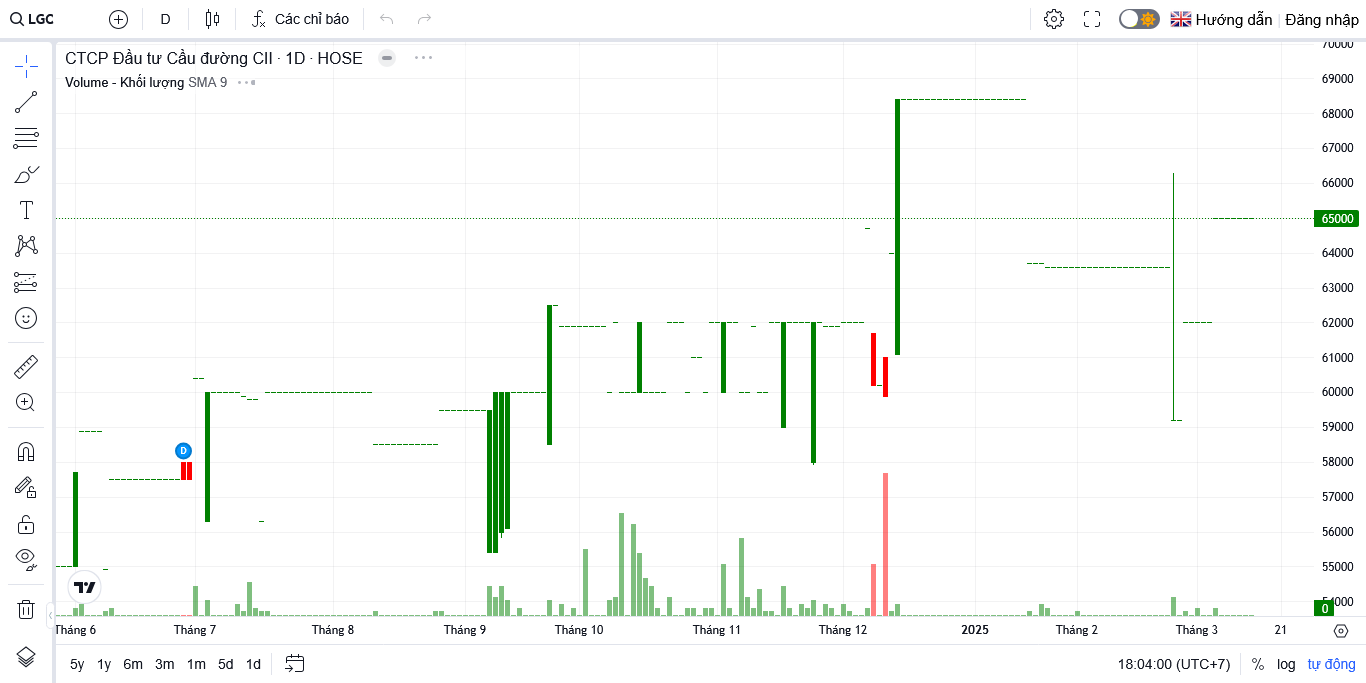 LGC
D
Các chỉ báo
Hướng dẫn
Đăng nhập
CTCP Đầu tư Cầu đường CII · 1D · HOSE
Volume - Khối lượng SMA 9
70000
69000
68000
67000
66000
65000
64000
63000
62000
61000
60000
59000
58000
57000
56000
55000
54000
0
D
Tháng 6 Tháng 7 Tháng 8 Tháng 9 Tháng 10 Tháng 11 Tháng 12 2025 Tháng 2 Tháng 3 21
5y 1y 6m 3m 1m 5d 1d
18:04:00 (UTC+7) % log tự động